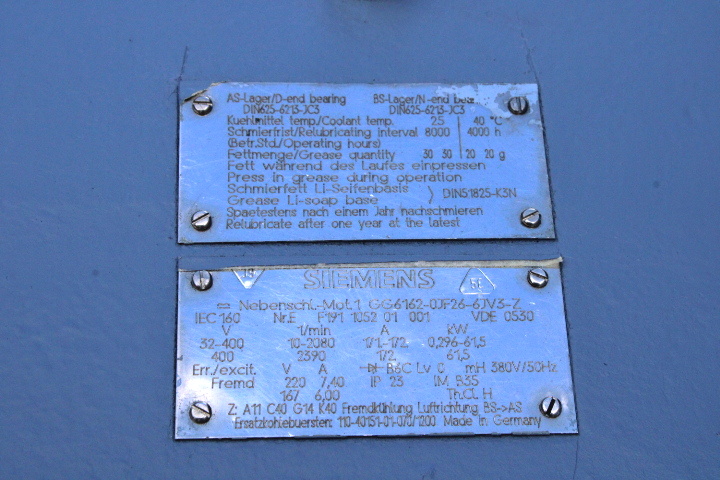 AS-Lager/D-end bearing BS-Lager/N-end
DIN625-6213-JC3 DIN625-6213-JC3
Kuehlmittel temp./Coolant temp. 25 40 °C
Schmierfrist/Relubricating interval 8000 4000 h
(Betr.Std./Operating hours)
Fettmenge/Grease quantity 30 30 20 20 g
Fett während des Laufes einpressen
Press in grease during operation
Schmierfett LI-Seifenbasis
Grease LI-soap base
DIN51825-K3N
Spaetestens nach einem Jahr nachschmieren
Relubricate after one year at the latest
SIEMENS
Nebenschl.-Mot.1 GG6162-0JF26-6JV3-Z
IEC 160 Nr.E F191 1052 01 001 VDE 0530
V 1/min A kW
32-400 10-2080 171.-172. 0,296-61,5
400 2390 172. 61,5
Err./excit. V A B6C Lv 0 mH 380V/50Hz
Fremd 220 7,40 IP 23 IM B35
167 6,00 Th.Cl. H
Z: A11 C40 G14 K40 Fremdkühlung Luftrichtung BS->AS
Ersatzkohlebuersten: 110-40151-01-070/1200 Made in Germany